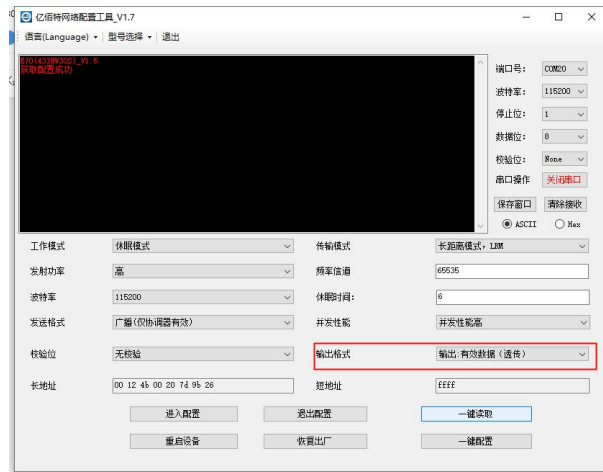 亿佰特网络配置工具_V1.7
语言(Language) 型号选择 退出
E70(433NW30S)_V1.5
获取配置成功
端口号: COM20
波特率: 115200
停止位: 1
数据位: 8
校验位: None
串口操作 关闭串口
保存窗口 清除接收
ASCII Hex
工作模式 休眠模式 传输模式 长距离模式,LRM
发射功率 高 频率信道 65535
波特率 115200 休眠时间: 6
发送格式 广播(仅协调器有效) 并发性能 并发性能高
校验位 无校验 输出格式 输出:有效数据(透传)
长地址 00 12 4b 00 20 7d 9b 26 短地址 ffff
进入配置 退出配置 一键读取
重启设备 恢复出厂 一键配置